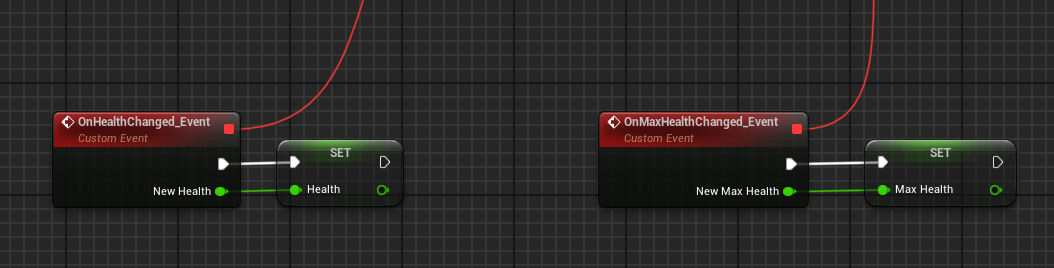 OnHealthChanged_Event
Custom Event
SET
New Health
Health
OnMaxHealthChanged_Event
Custom Event
SET
New Max Health
Max Health